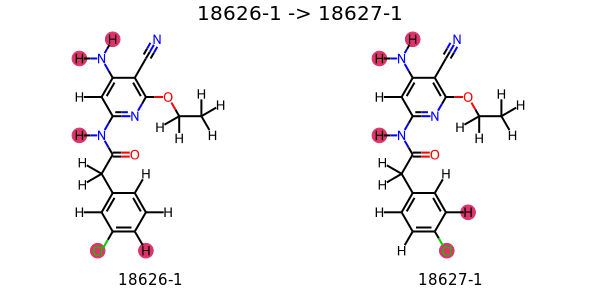 18626-1 -> 18627-1
H H
H N N H N N
H O H H O H
N H N H
H N H H H N H H
H O H O
H H H H
H H H H
H H
18626-1 18627-1